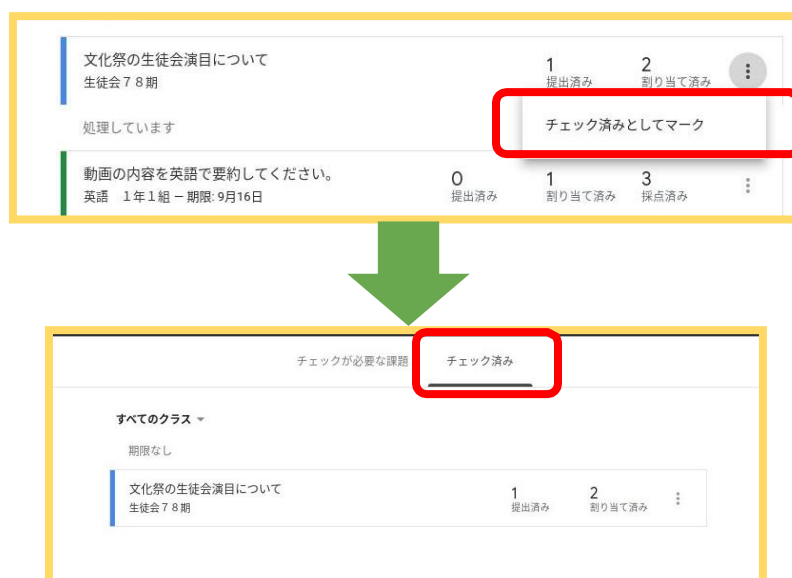 文化祭の生徒会演目について
生徒会７８期
1
提出済み
2
割り当て済み
チェック済みとしてマーク
処理しています
動画の内容を英語で要約してください。
英語　１年１組 – 期限: 9月16日
0
提出済み
1
割り当て済み
3
採点済み
チェックが必要な課題
チェック済み
すべてのクラス
期限なし
文化祭の生徒会演目について
生徒会７８期
1
提出済み
2
割り当て済み